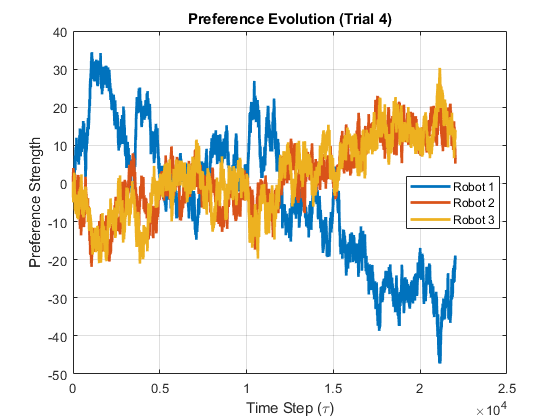 Preference Evolution (Trial 4)
40
30
20
10
0
-10
-20
-30
-40
-50
Preference Strength
Robot 1
Robot 2
Robot 3
0 0.5 1 1.5 2 2.5
×10⁴
Time Step (τ)